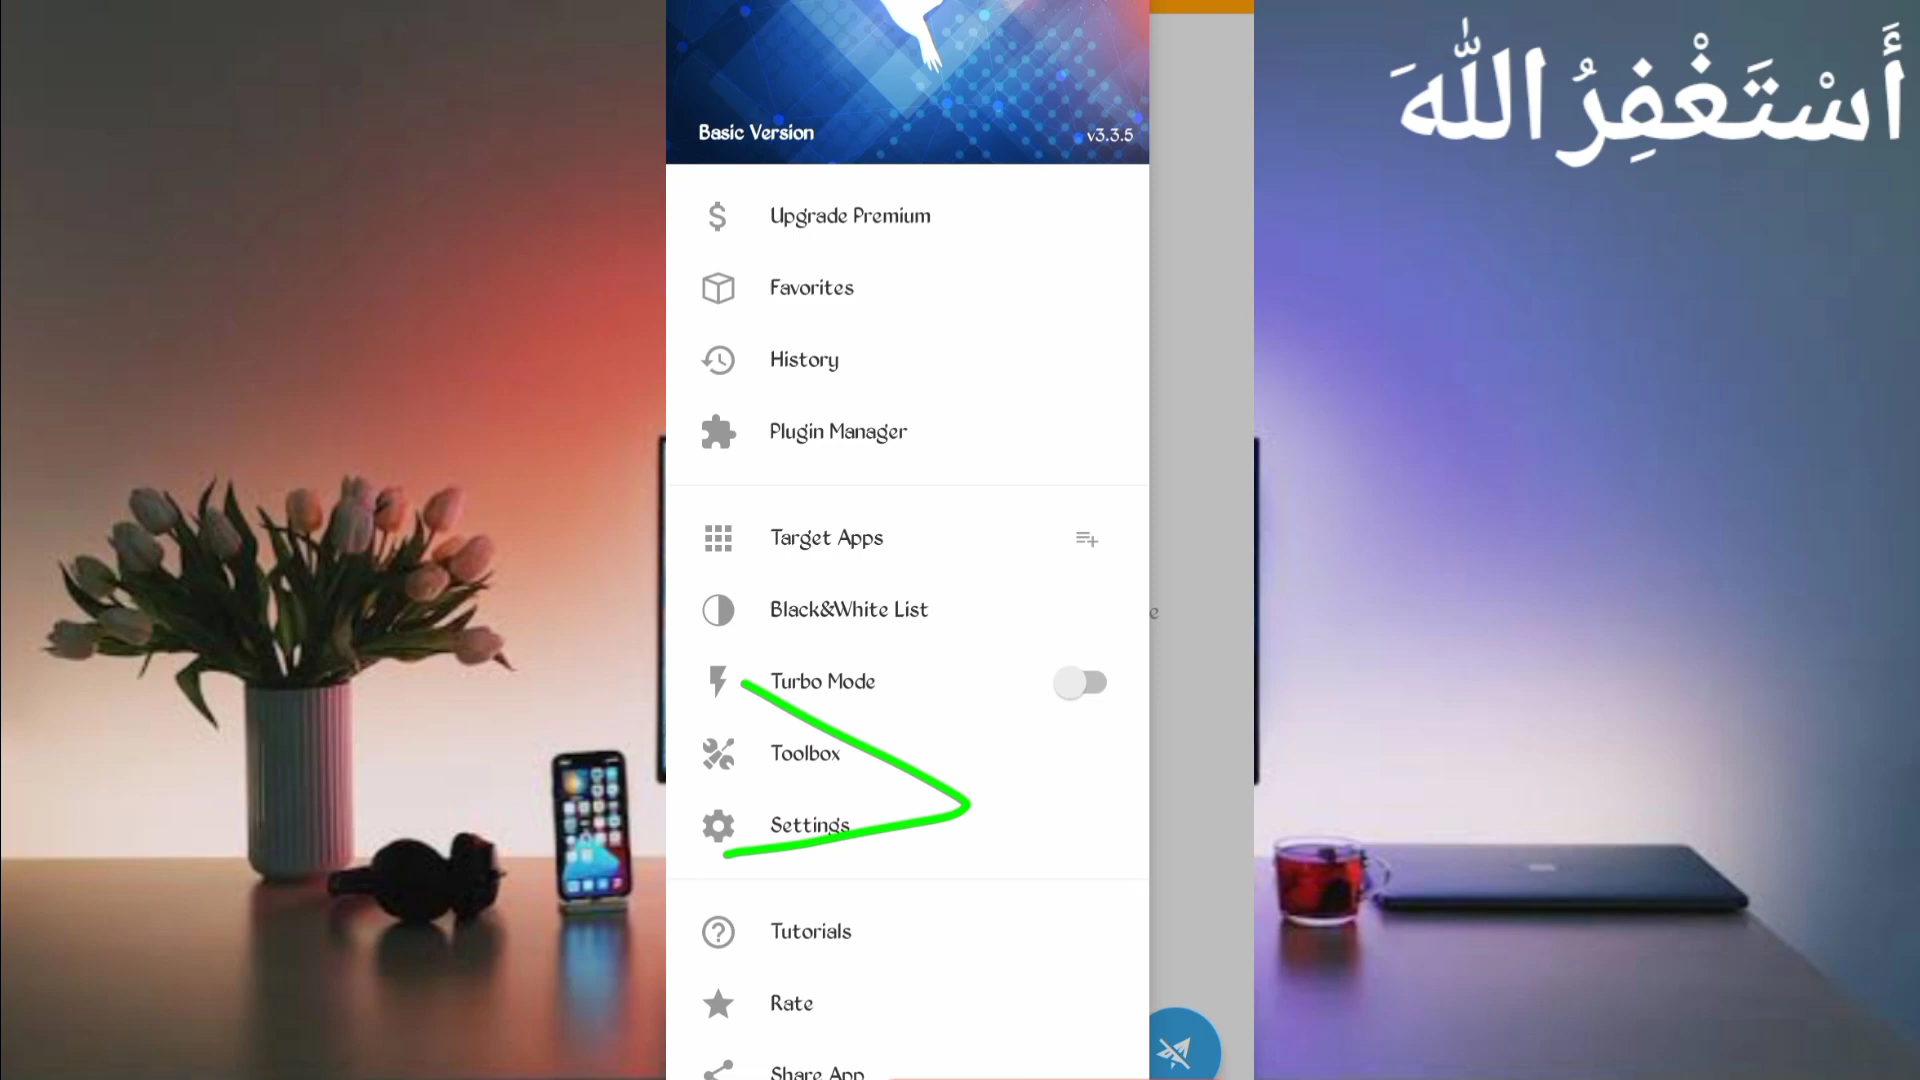 أَسْتَغْفِرُ اللّٰهَ
Basic Version
v3.3.5
Upgrade Premium
Favorites
History
Plugin Manager
Target Apps
Black&White List
e
Turbo Mode
Toolbox
Settings
Tutorials
Rate
Share App